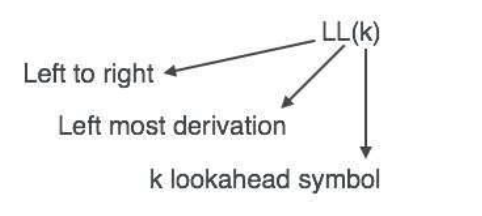 LL(k)
Left to right
Left most derivation
k lookahead symbol